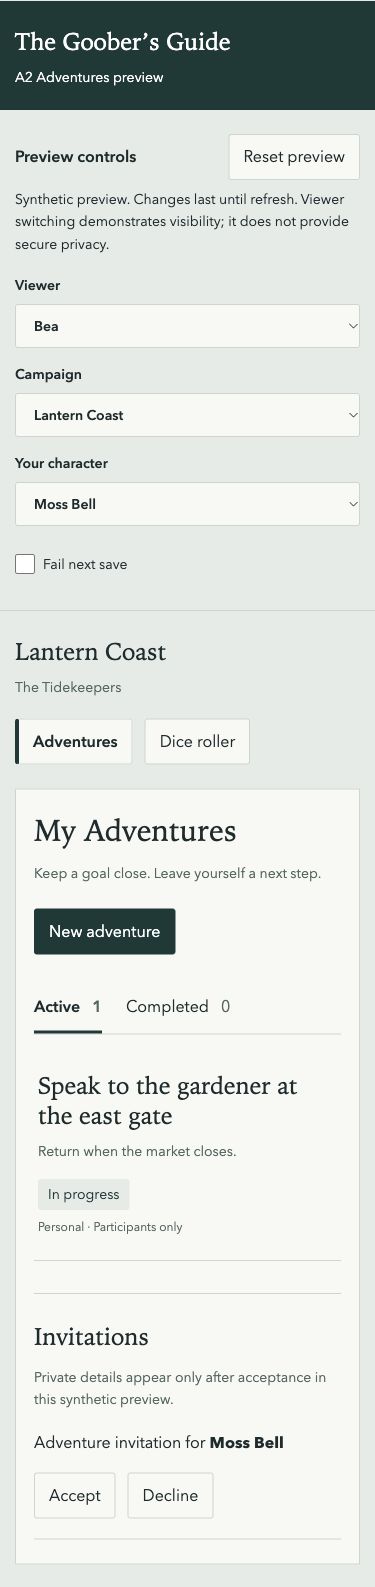 The Goober’s Guide
A2 Adventures preview
Preview controls
Reset preview
Synthetic preview. Changes last until refresh. Viewer
switching demonstrates visibility; it does not provide
secure privacy.
Viewer
Bea
Campaign
Lantern Coast
Your character
Moss Bell
Fail next save
Lantern Coast
The Tidekeepers
Adventures
Dice roller
My Adventures
Keep a goal close. Leave yourself a next step.
New adventure
Active 1
Completed 0
Speak to the gardener at
the east gate
Return when the market closes.
In progress
Personal · Participants only
Invitations
Private details appear only after acceptance in
this synthetic preview.
Adventure invitation for Moss Bell
Accept
Decline